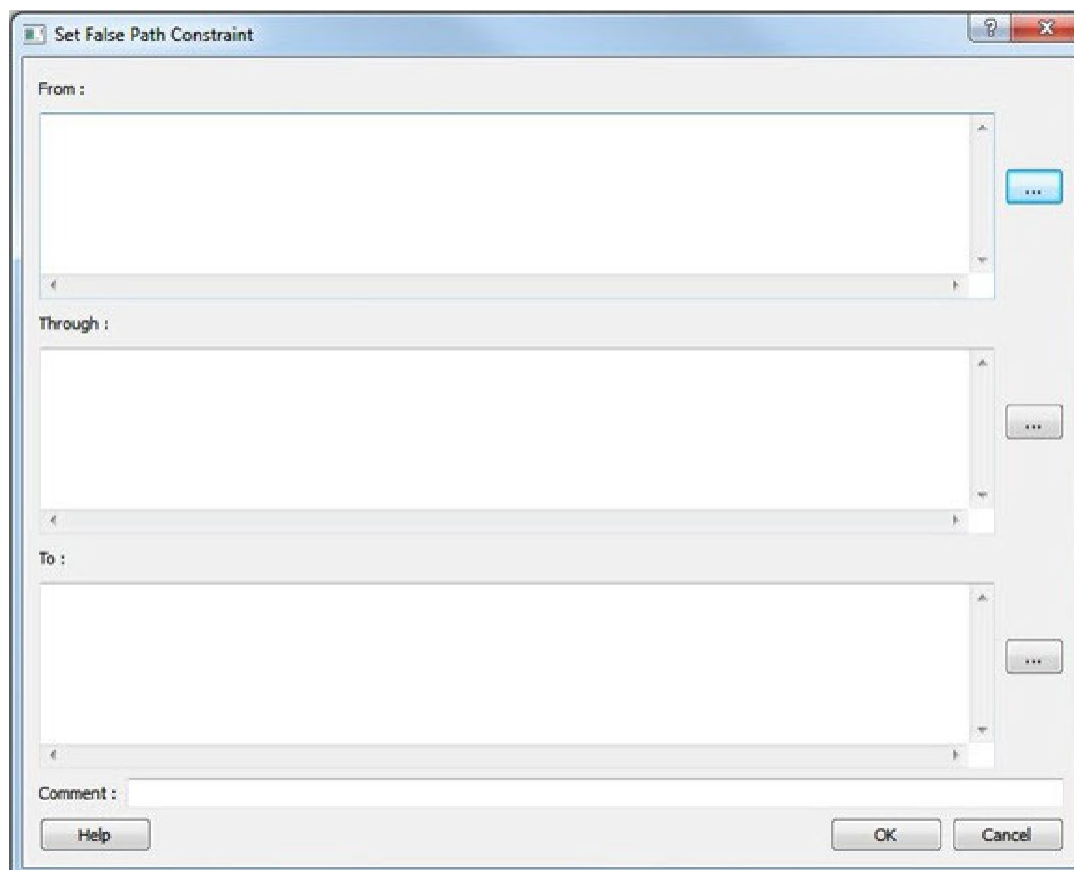 Set False Path Constraint
From :
...
Through :
...
To :
...
Comment :
Help
OK
Cancel